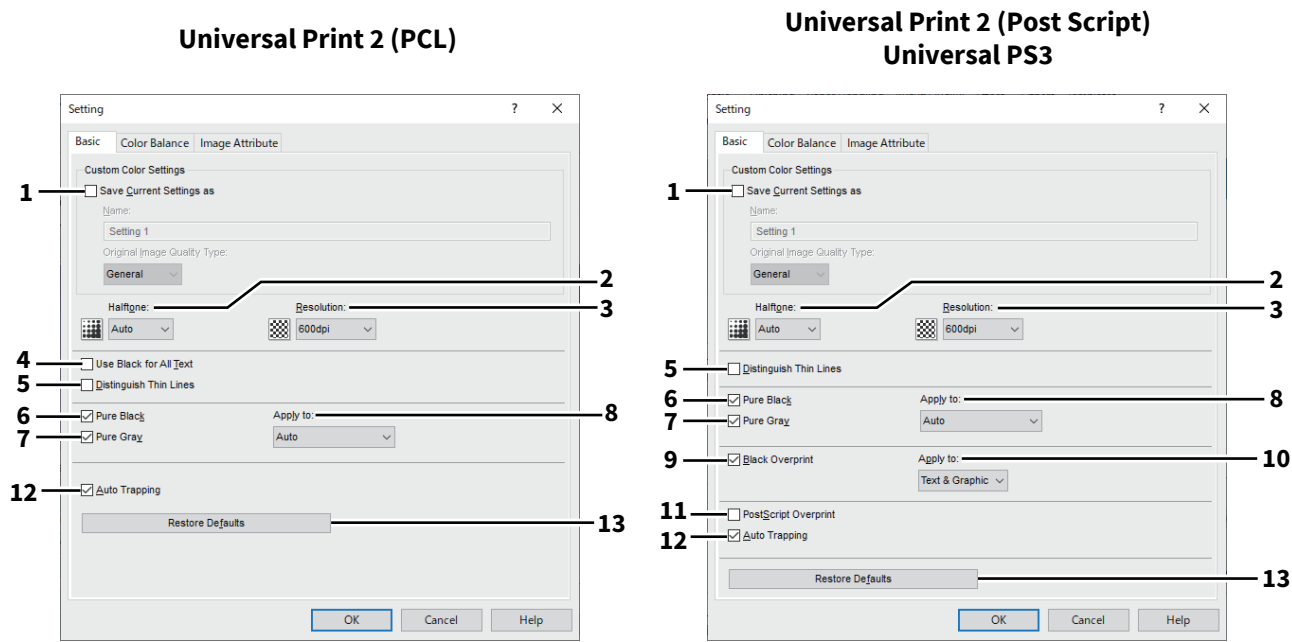 Universal Print 2 (PCL)
Setting ? ×
Basic Color Balance Image Attribute
Custom Color Settings
1 Save Current Settings as
Name:
Setting 1
Original Image Quality Type:
General
Halftone: 2
Resolution: 3
Auto 600dpi
4 Use Black for All Text
5 Distinguish Thin Lines
6 Pure Black Apply to: 8
7 Pure Gray Auto
12 Auto Trapping
Restore Defaults 13
OK Cancel Help
Universal Print 2 (Post Script)
Universal PS3
Setting ? ×
Basic Color Balance Image Attribute
Custom Color Settings
1 Save Current Settings as
Name:
Setting 1
Original Image Quality Type:
General
Halftone: 2
Resolution: 3
Auto 600dpi
5 Distinguish Thin Lines
6 Pure Black Apply to: 8
7 Pure Gray Auto
9 Black Overprint Apply to: 10
Text & Graphic
11 PostScript Overprint
12 Auto Trapping
Restore Defaults 13
OK Cancel Help